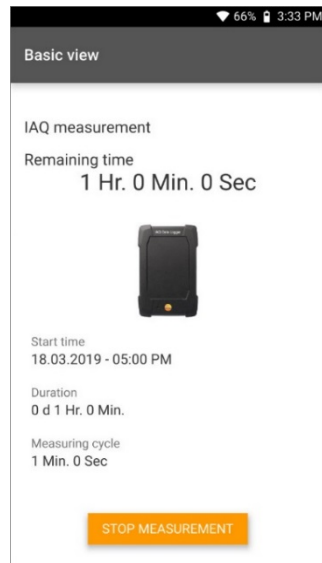 66% 3:33 PM
Basic view
IAQ measurement
Remaining time
1 Hr. 0 Min. 0 Sec
Start time
18.03.2019 - 05:00 PM
Duration
0 d 1 Hr. 0 Min.
Measuring cycle
1 Min. 0 Sec
STOP MEASUREMENT